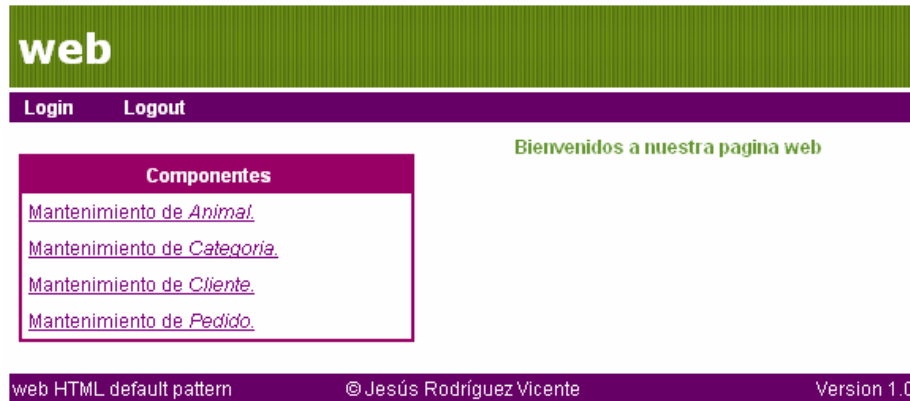 web
Login Logout
Bienvenidos a nuestra pagina web
Componentes
Mantenimiento de Animal.
Mantenimiento de Categoria.
Mantenimiento de Cliente.
Mantenimiento de Pedido.
web HTML default pattern © Jesús Rodríguez Vicente Version 1.0